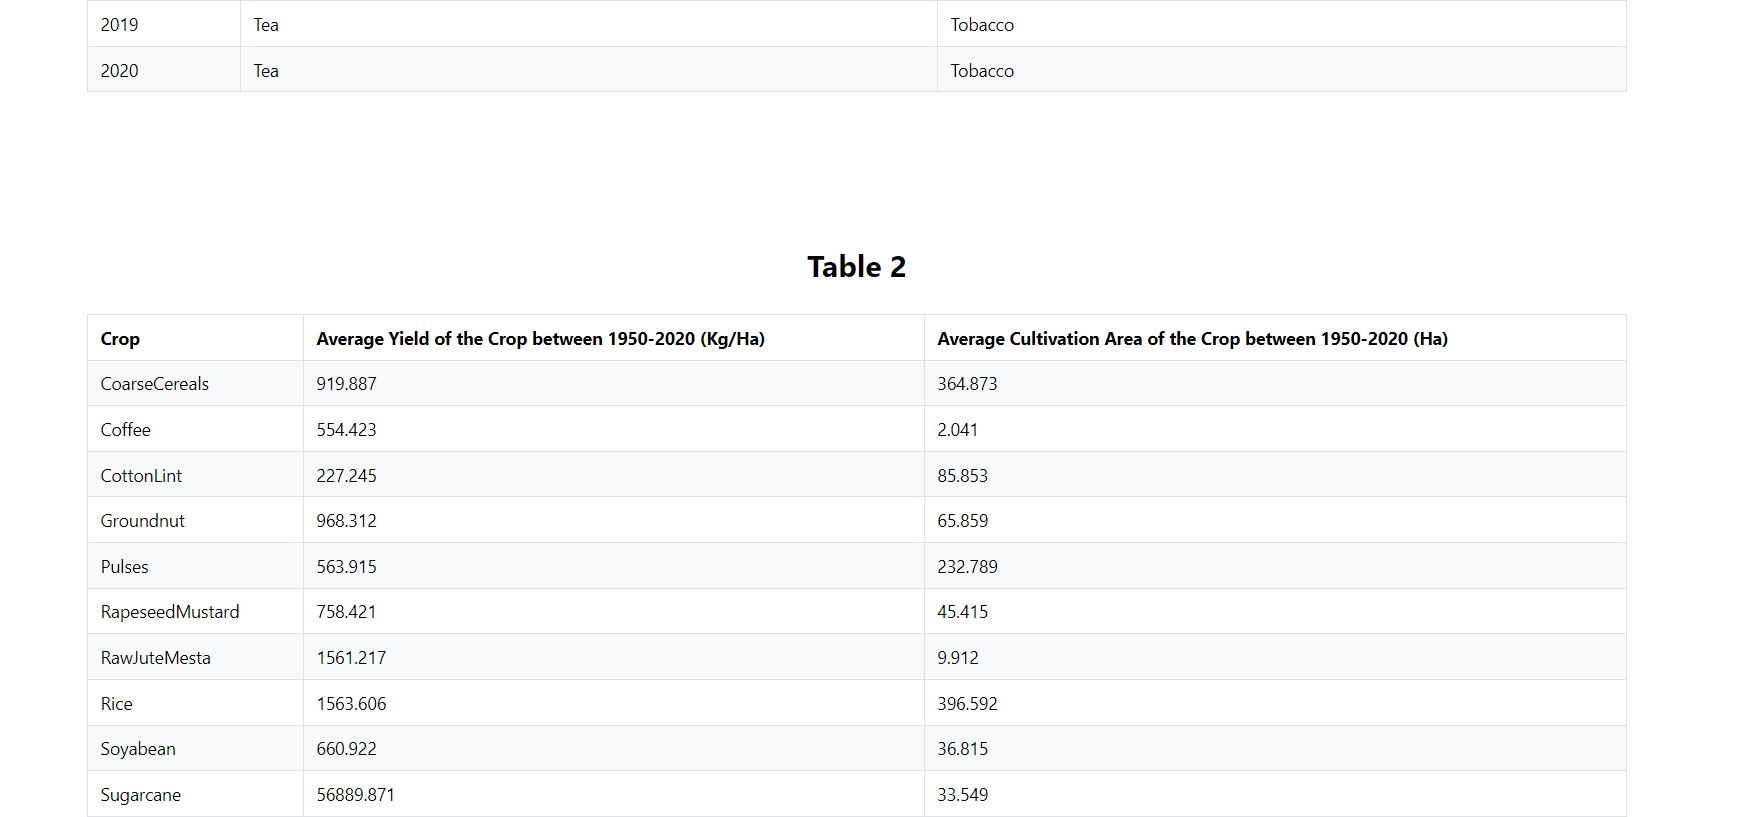 2019 Tea Tobacco
2020 Tea Tobacco
Table 2
Crop Average Yield of the Crop between 1950-2020 (Kg/Ha) Average Cultivation Area of the Crop between 1950-2020 (Ha)
CoarseCereals 919.887 364.873
Coffee 554.423 2.041
CottonLint 227.245 85.853
Groundnut 968.312 65.859
Pulses 563.915 232.789
RapeseedMustard 758.421 45.415
RawJuteMesta 1561.217 9.912
Rice 1563.606 396.592
Soyabean 660.922 36.815
Sugarcane 56889.871 33.549